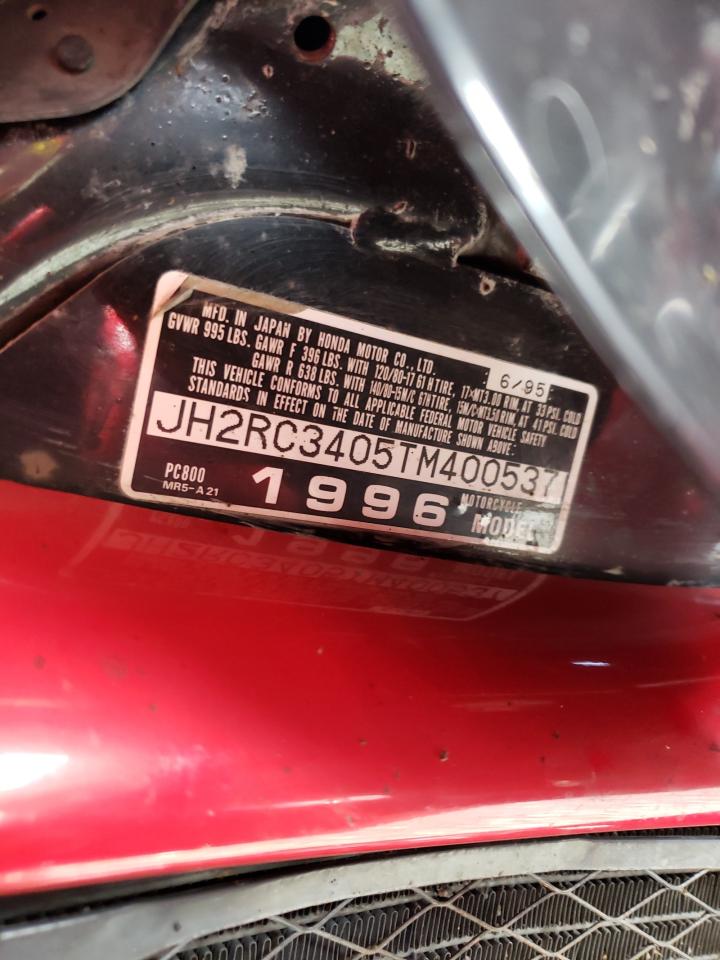 MFD. IN JAPAN BY HONDA MOTOR CO., LTD. 6/95
GVWR 995 LBS. GAWR F 396 LBS. WITH 120/80-17 61H TIRE, 17×MT3.00 RIM, AT 33 PSI. COLD
GAWR R 638 LBS. WITH 140/80-15M/C 67H TIRE, 15M/C×MT3.50 RIM, AT 41 PSI. COLD
THIS VEHICLE CONFORMS TO ALL APPLICABLE FEDERAL MOTOR VEHICLE SAFETY
STANDARDS IN EFFECT ON THE DATE OF MANUFACTURE SHOWN ABOVE.
JH2RC3405TM400537
PC800 1996 MOTORCYCLE
MR5-A21 MODEL